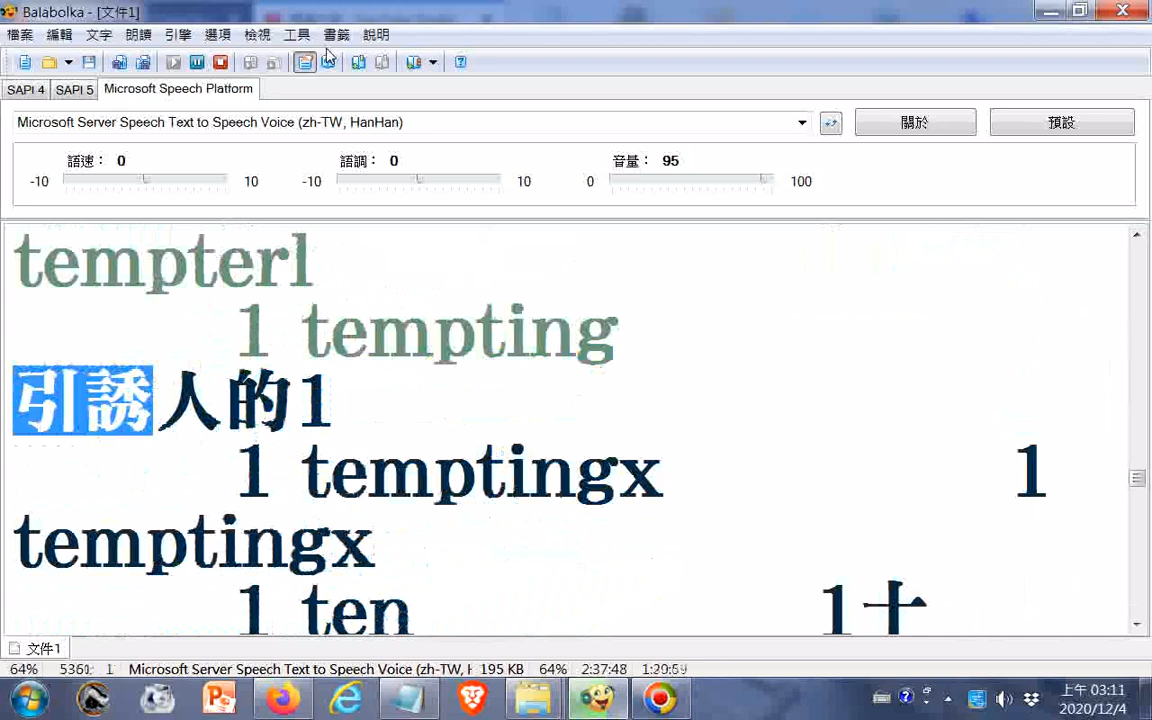 Balabolka - [文件1]
檔案 編輯 文字 朗讀 引擎 選項 檢視 工具 書籤 說明
SAPI 4 SAPI 5 Microsoft Speech Platform
Microsoft Server Speech Text to Speech Voice (zh-TW, HanHan) 關於 預設
語速： 0 語調： 0 音量： 95
-10 10 -10 10 0 100
tempterl
1 tempting
引誘人的1
1 temptingx 1
temptingx
1 ten 1十
文件1
64% 5361: 1 Microsoft Server Speech Text to Speech Voice (zh-TW, H 195 KB 64% 2:37:48 1:29:59
上午 03:11
2020/12/4